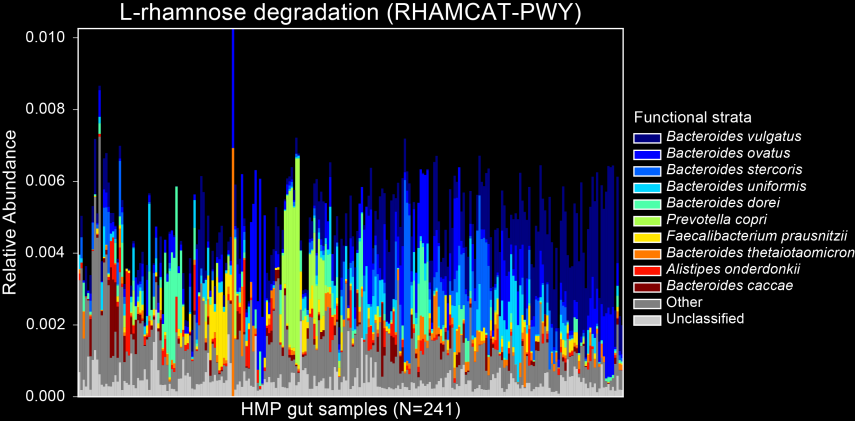 L-rhamnose degradation (RHAMCAT-PWY)
0.010
0.008
0.006
0.004
0.002
0.000
Relative Abundance
HMP gut samples (N=241)
Functional strata
Bacteroides vulgatus
Bacteroides ovatus
Bacteroides stercoris
Bacteroides uniformis
Bacteroides dorei
Prevotella copri
Faecalibacterium prausnitzii
Bacteroides thetaiotaomicron
Alistipes onderdonkii
Bacteroides caccae
Other
Unclassified